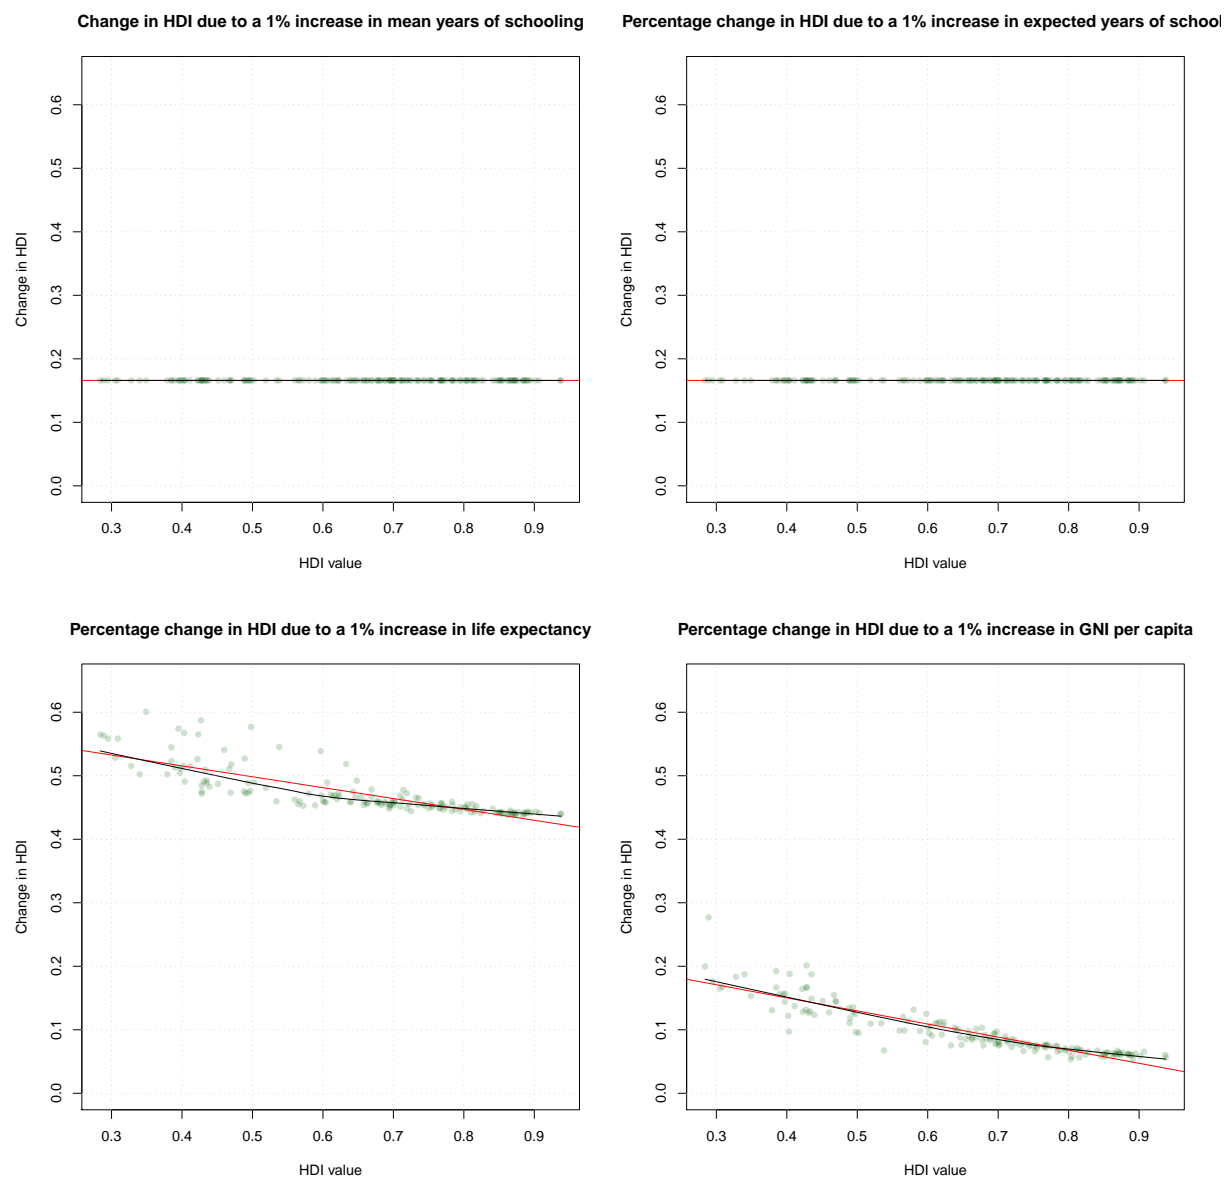 Change in HDI due to a 1% increase in mean years of schooling
0.6
0.5
0.4
0.3
0.2
0.1
0.0
Change in HDI
0.3 0.4 0.5 0.6 0.7 0.8 0.9
HDI value
Percentage change in HDI due to a 1% increase in expected years of school
0.6
0.5
0.4
0.3
0.2
0.1
0.0
Change in HDI
0.3 0.4 0.5 0.6 0.7 0.8 0.9
HDI value
Percentage change in HDI due to a 1% increase in life expectancy
0.6
0.5
0.4
0.3
0.2
0.1
0.0
Change in HDI
0.3 0.4 0.5 0.6 0.7 0.8 0.9
HDI value
Percentage change in HDI due to a 1% increase in GNI per capita
0.6
0.5
0.4
0.3
0.2
0.1
0.0
Change in HDI
0.3 0.4 0.5 0.6 0.7 0.8 0.9
HDI value